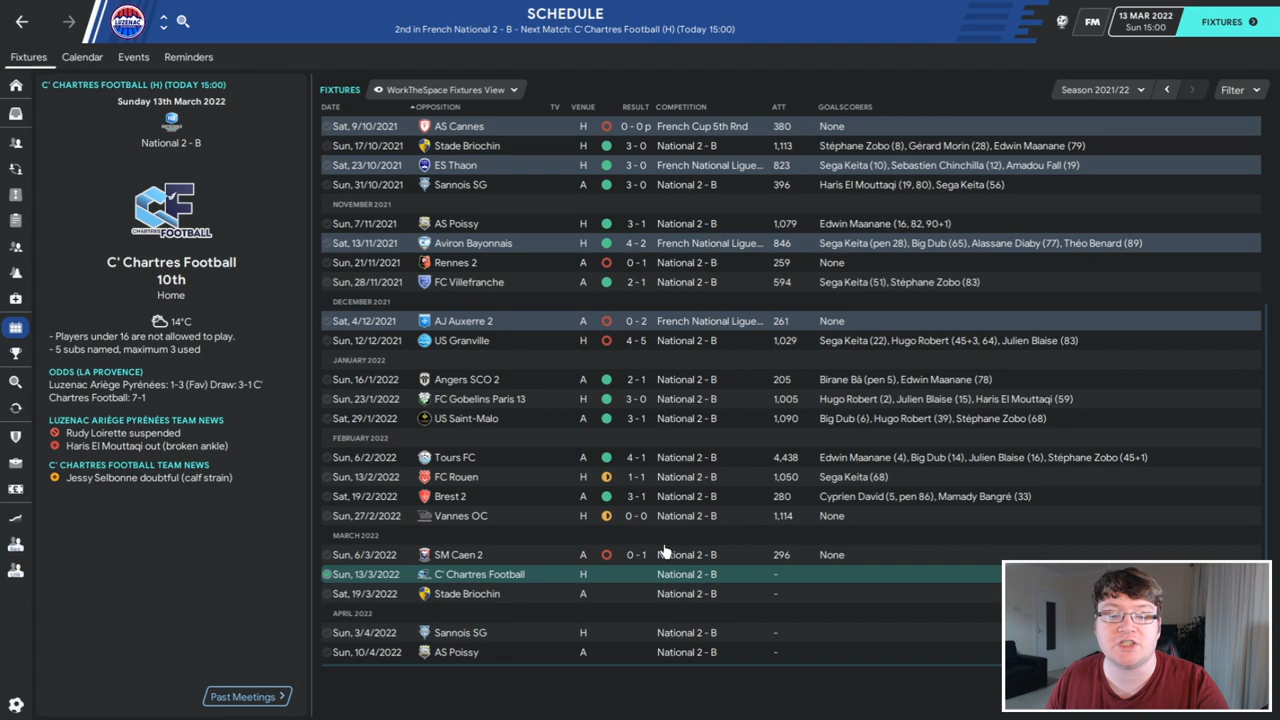 LUZENAC
SCHEDULE
2nd in French National 2 - B - Next Match: C' Chartres Football (H) (Today 15:00)
FM
13 MAR 2022
Sun 15:00
FIXTURES
Fixtures Calendar Events Reminders
C' CHARTRES FOOTBALL (H) (TODAY 15:00)
Sunday 13th March 2022
National 2 - B
CHARTRES FOOTBALL
C' Chartres Football
10th
Home
14°C
- Players under 16 are not allowed to play.
- 5 subs named, maximum 3 used
ODDS (LA PROVENCE)
Luzenac Ariège Pyrénées: 1-3 (Fav) Draw: 3-1 C'
Chartres Football: 7-1
LUZENAC ARIÈGE PYRÉNÉES TEAM NEWS
Rudy Loirette suspended
Haris El Mouttaqi out (broken ankle)
C' CHARTRES FOOTBALL TEAM NEWS
Jessy Selbonne doubtful (calf strain)
Past Meetings
FIXTURES WorkTheSpace Fixtures View Season 2021/22 Filter
DATE OPPOSITION TV VENUE RESULT COMPETITION ATT GOALSCORERS
Sat, 9/10/2021 AS Cannes H 0 - 0 p French Cup 5th Rnd 380 None
Sun, 17/10/2021 Stade Briochin H 3 - 0 National 2 - B 1,113 Stéphane Zobo (8), Gérard Morin (28), Edwin Maanane (79)
Sat, 23/10/2021 ES Thaon H 3 - 0 French National Ligue... 823 Sega Keita (10), Sebastien Chinchilla (12), Amadou Fall (19)
Sun, 31/10/2021 Sannois SG A 3 - 0 National 2 - B 396 Haris El Mouttaqi (19, 80), Sega Keita (56)
NOVEMBER 2021
Sun, 7/11/2021 AS Poissy H 3 - 1 National 2 - B 1,079 Edwin Maanane (16, 82, 90+1)
Sat, 13/11/2021 Aviron Bayonnais H 4 - 2 French National Ligue... 846 Sega Keita (pen 28), Big Dub (65), Alassane Diaby (77), Théo Benard (89)
Sun, 21/11/2021 Rennes 2 A 0 - 1 National 2 - B 259 None
Sun, 28/11/2021 FC Villefranche A 2 - 1 National 2 - B 594 Sega Keita (51), Stéphane Zobo (83)
DECEMBER 2021
Sat, 4/12/2021 AJ Auxerre 2 A 0 - 2 French National Ligue... 261 None
Sun, 12/12/2021 US Granville H 4 - 5 National 2 - B 1,029 Sega Keita (22), Hugo Robert (45+3, 64), Julien Blaise (83)
JANUARY 2022
Sun, 16/1/2022 Angers SCO 2 A 2 - 1 National 2 - B 205 Birane Bâ (pen 5), Edwin Maanane (78)
Sun, 23/1/2022 FC Gobelins Paris 13 H 3 - 0 National 2 - B 1,005 Hugo Robert (2), Julien Blaise (15), Haris El Mouttaqi (59)
Sat, 29/1/2022 US Saint-Malo A 3 - 1 National 2 - B 1,090 Big Dub (6), Hugo Robert (39), Stéphane Zobo (68)
FEBRUARY 2022
Sun, 6/2/2022 Tours FC A 4 - 1 National 2 - B 4,438 Edwin Maanane (4), Big Dub (14), Julien Blaise (16), Stéphane Zobo (45+1)
Sun, 13/2/2022 FC Rouen H 1 - 1 National 2 - B 1,050 Sega Keita (68)
Sat, 19/2/2022 Brest 2 A 3 - 1 National 2 - B 280 Cyprien David (5, pen 86), Mamady Bangré (33)
Sun, 27/2/2022 Vannes OC H 0 - 0 National 2 - B 1,114 None
MARCH 2022
Sun, 6/3/2022 SM Caen 2 A 0 - 1 National 2 - B 296 None
Sun, 13/3/2022 C' Chartres Football H National 2 - B -
Sat, 19/3/2022 Stade Briochin A National 2 - B -
APRIL 2022
Sun, 3/4/2022 Sannois SG H National 2 - B -
Sun, 10/4/2022 AS Poissy A National 2 - B -